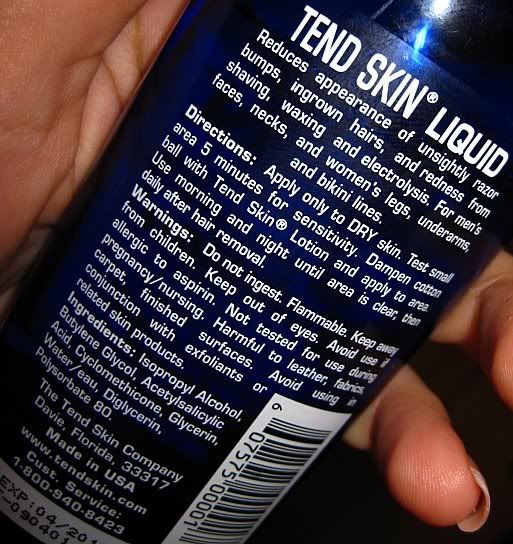 TEND SKIN® LIQUID
Reduces appearance of unsightly razor
bumps, ingrown hairs, and redness from
shaving, waxing and electrolysis. For men's
faces, necks, and women's legs, underarms,
and bikini lines.
Directions: Apply only to DRY skin. Test small
area 5 minutes for sensitivity. Dampen cotton
ball with Tend Skin® Lotion and apply to area.
Use morning and night until area is clear, then
daily after hair removal.
Warnings: Do not ingest. Flammable. Keep away
from children. Keep out of eyes. Avoid use if
allergic to aspirin. Not tested for use during
pregnancy/nursing. Harmful to leather fabrics,
carpet, finished surfaces. Avoid using in
conjunction with exfoliants or
related skin products.
Ingredients: Isopropyl Alcohol,
Butylene Glycol, Acetylsalicylic
Acid, Cyclomethicone, Glycerin,
Water/eau, Diglycerin,
Polysorbate 80.
The Tend Skin Company
Davie, Florida, 33317
Made in USA
www.tendskin.com
Cust. Service:
1-800-940-8423
EXP:04/201
6 07575 00001